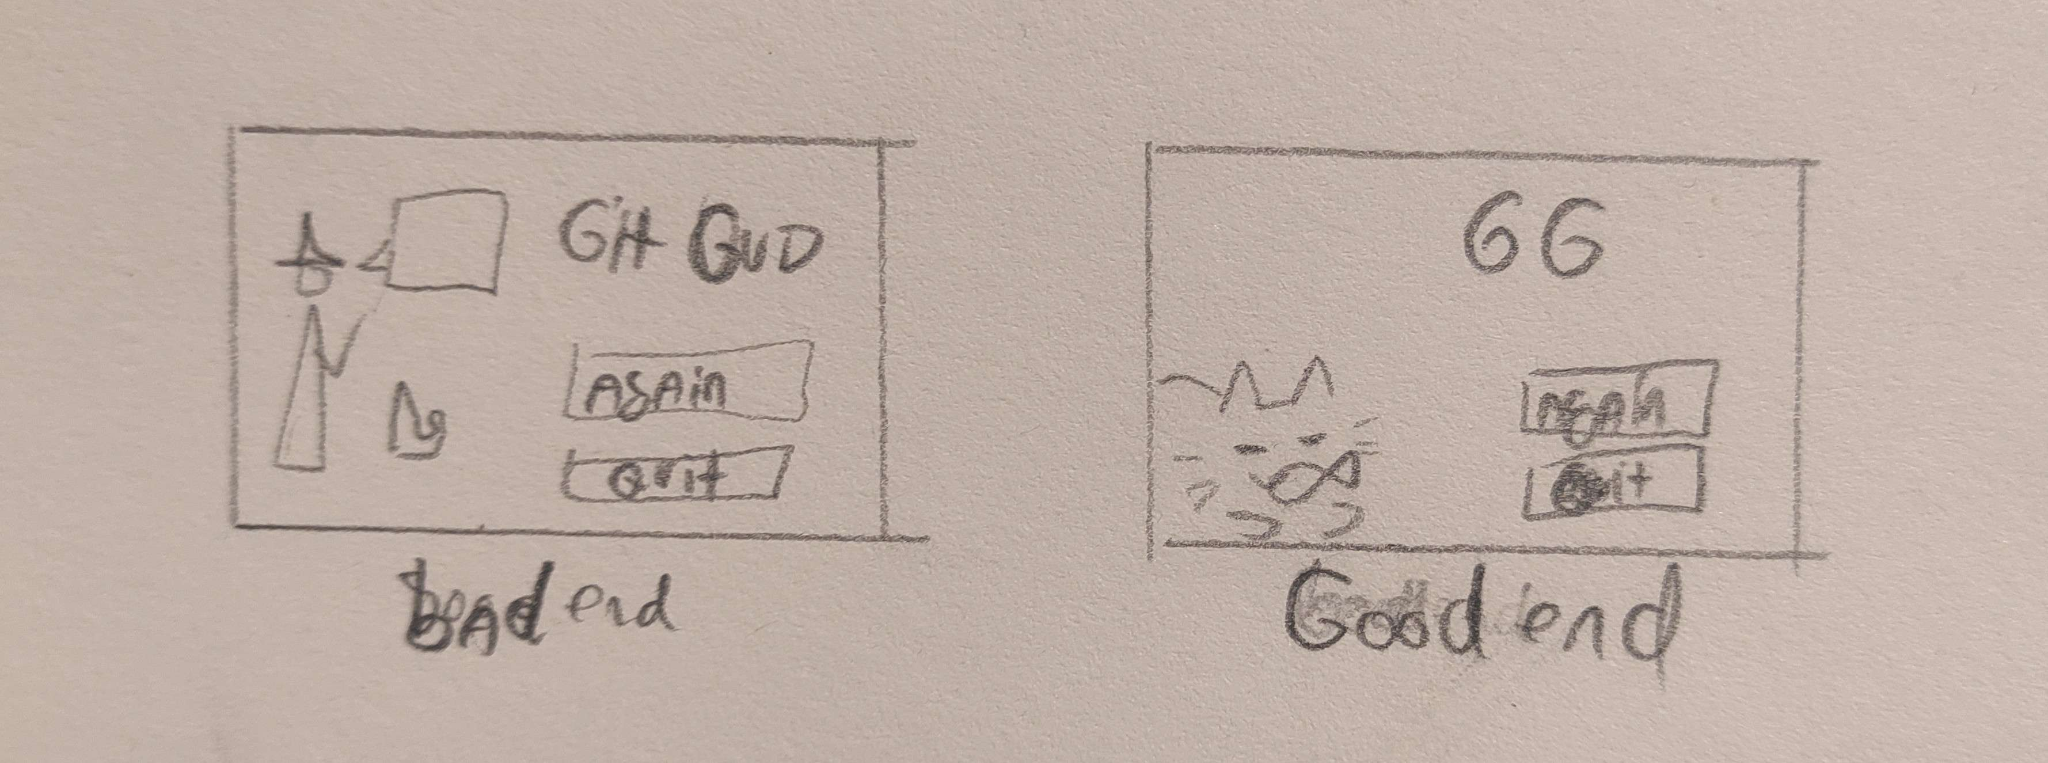 Git GUD
AgAin
Quit
bAd end
GG
AgAin
Quit
Good end